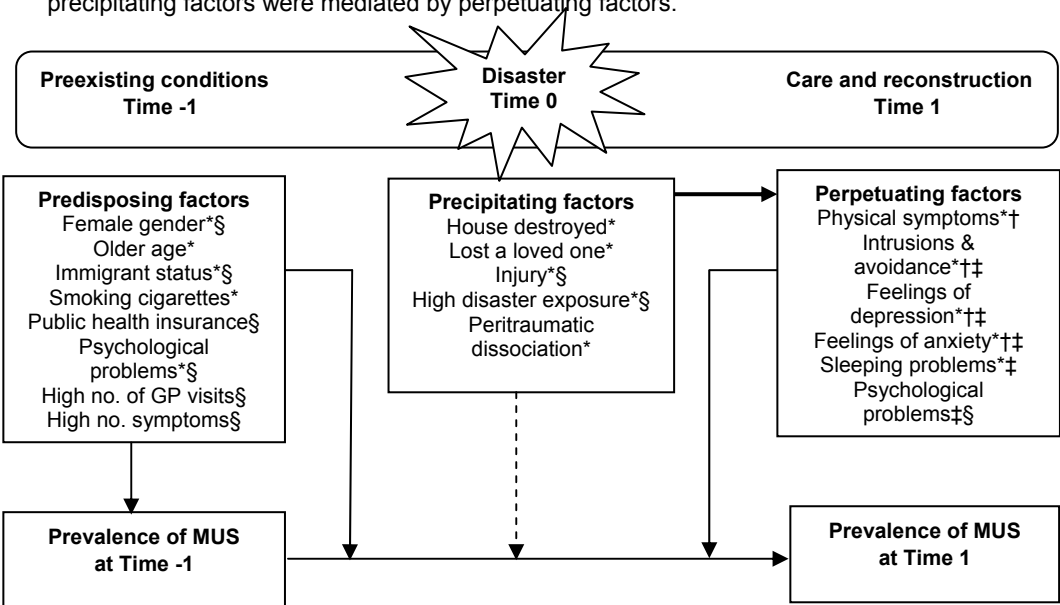 precipitating factors were mediated by perpetuating factors.
Preexisting conditions
Time -1
Disaster
Time 0
Care and reconstruction
Time 1
Predisposing factors
Female gender*§
Older age*
Immigrant status*§
Smoking cigarettes*
Public health insurance§
Psychological
problems*§
High no. of GP visits§
High no. symptoms§
Precipitating factors
House destroyed*
Lost a loved one*
Injury*§
High disaster exposure*§
Peritraumatic
dissociation*
Perpetuating factors
Physical symptoms*†
Intrusions &
avoidance*†‡
Feelings of
depression*†‡
Feelings of anxiety*†‡
Sleeping problems*‡
Psychological
problems‡§
Prevalence of MUS
at Time -1
Prevalence of MUS
at Time 1